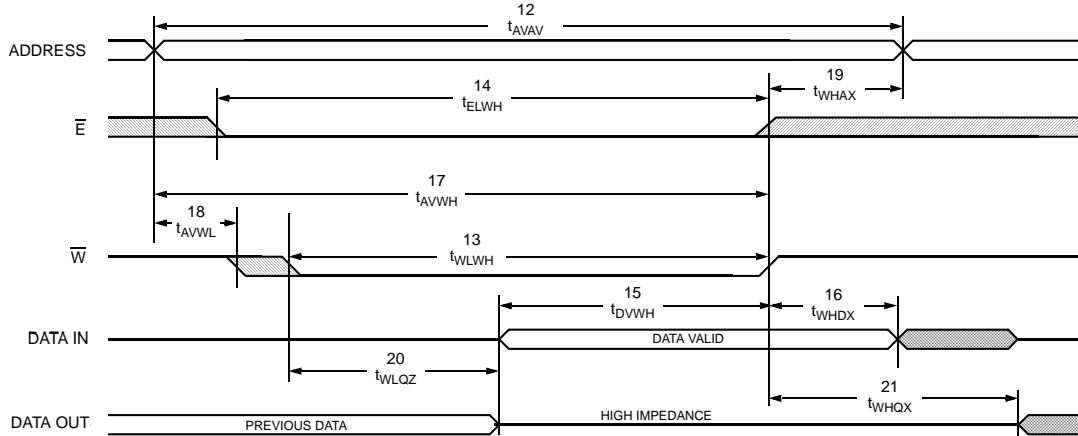 12
tAVAV
ADDRESS
14
tELWH
19
tWHAX
E
17
tAVWH
18
tAVWL
W
13
tWLWH
15
tDVWH
16
tWHDX
DATA IN
DATA VALID
20
tWLQZ
21
tWHQX
DATA OUT
PREVIOUS DATA
HIGH IMPEDANCE